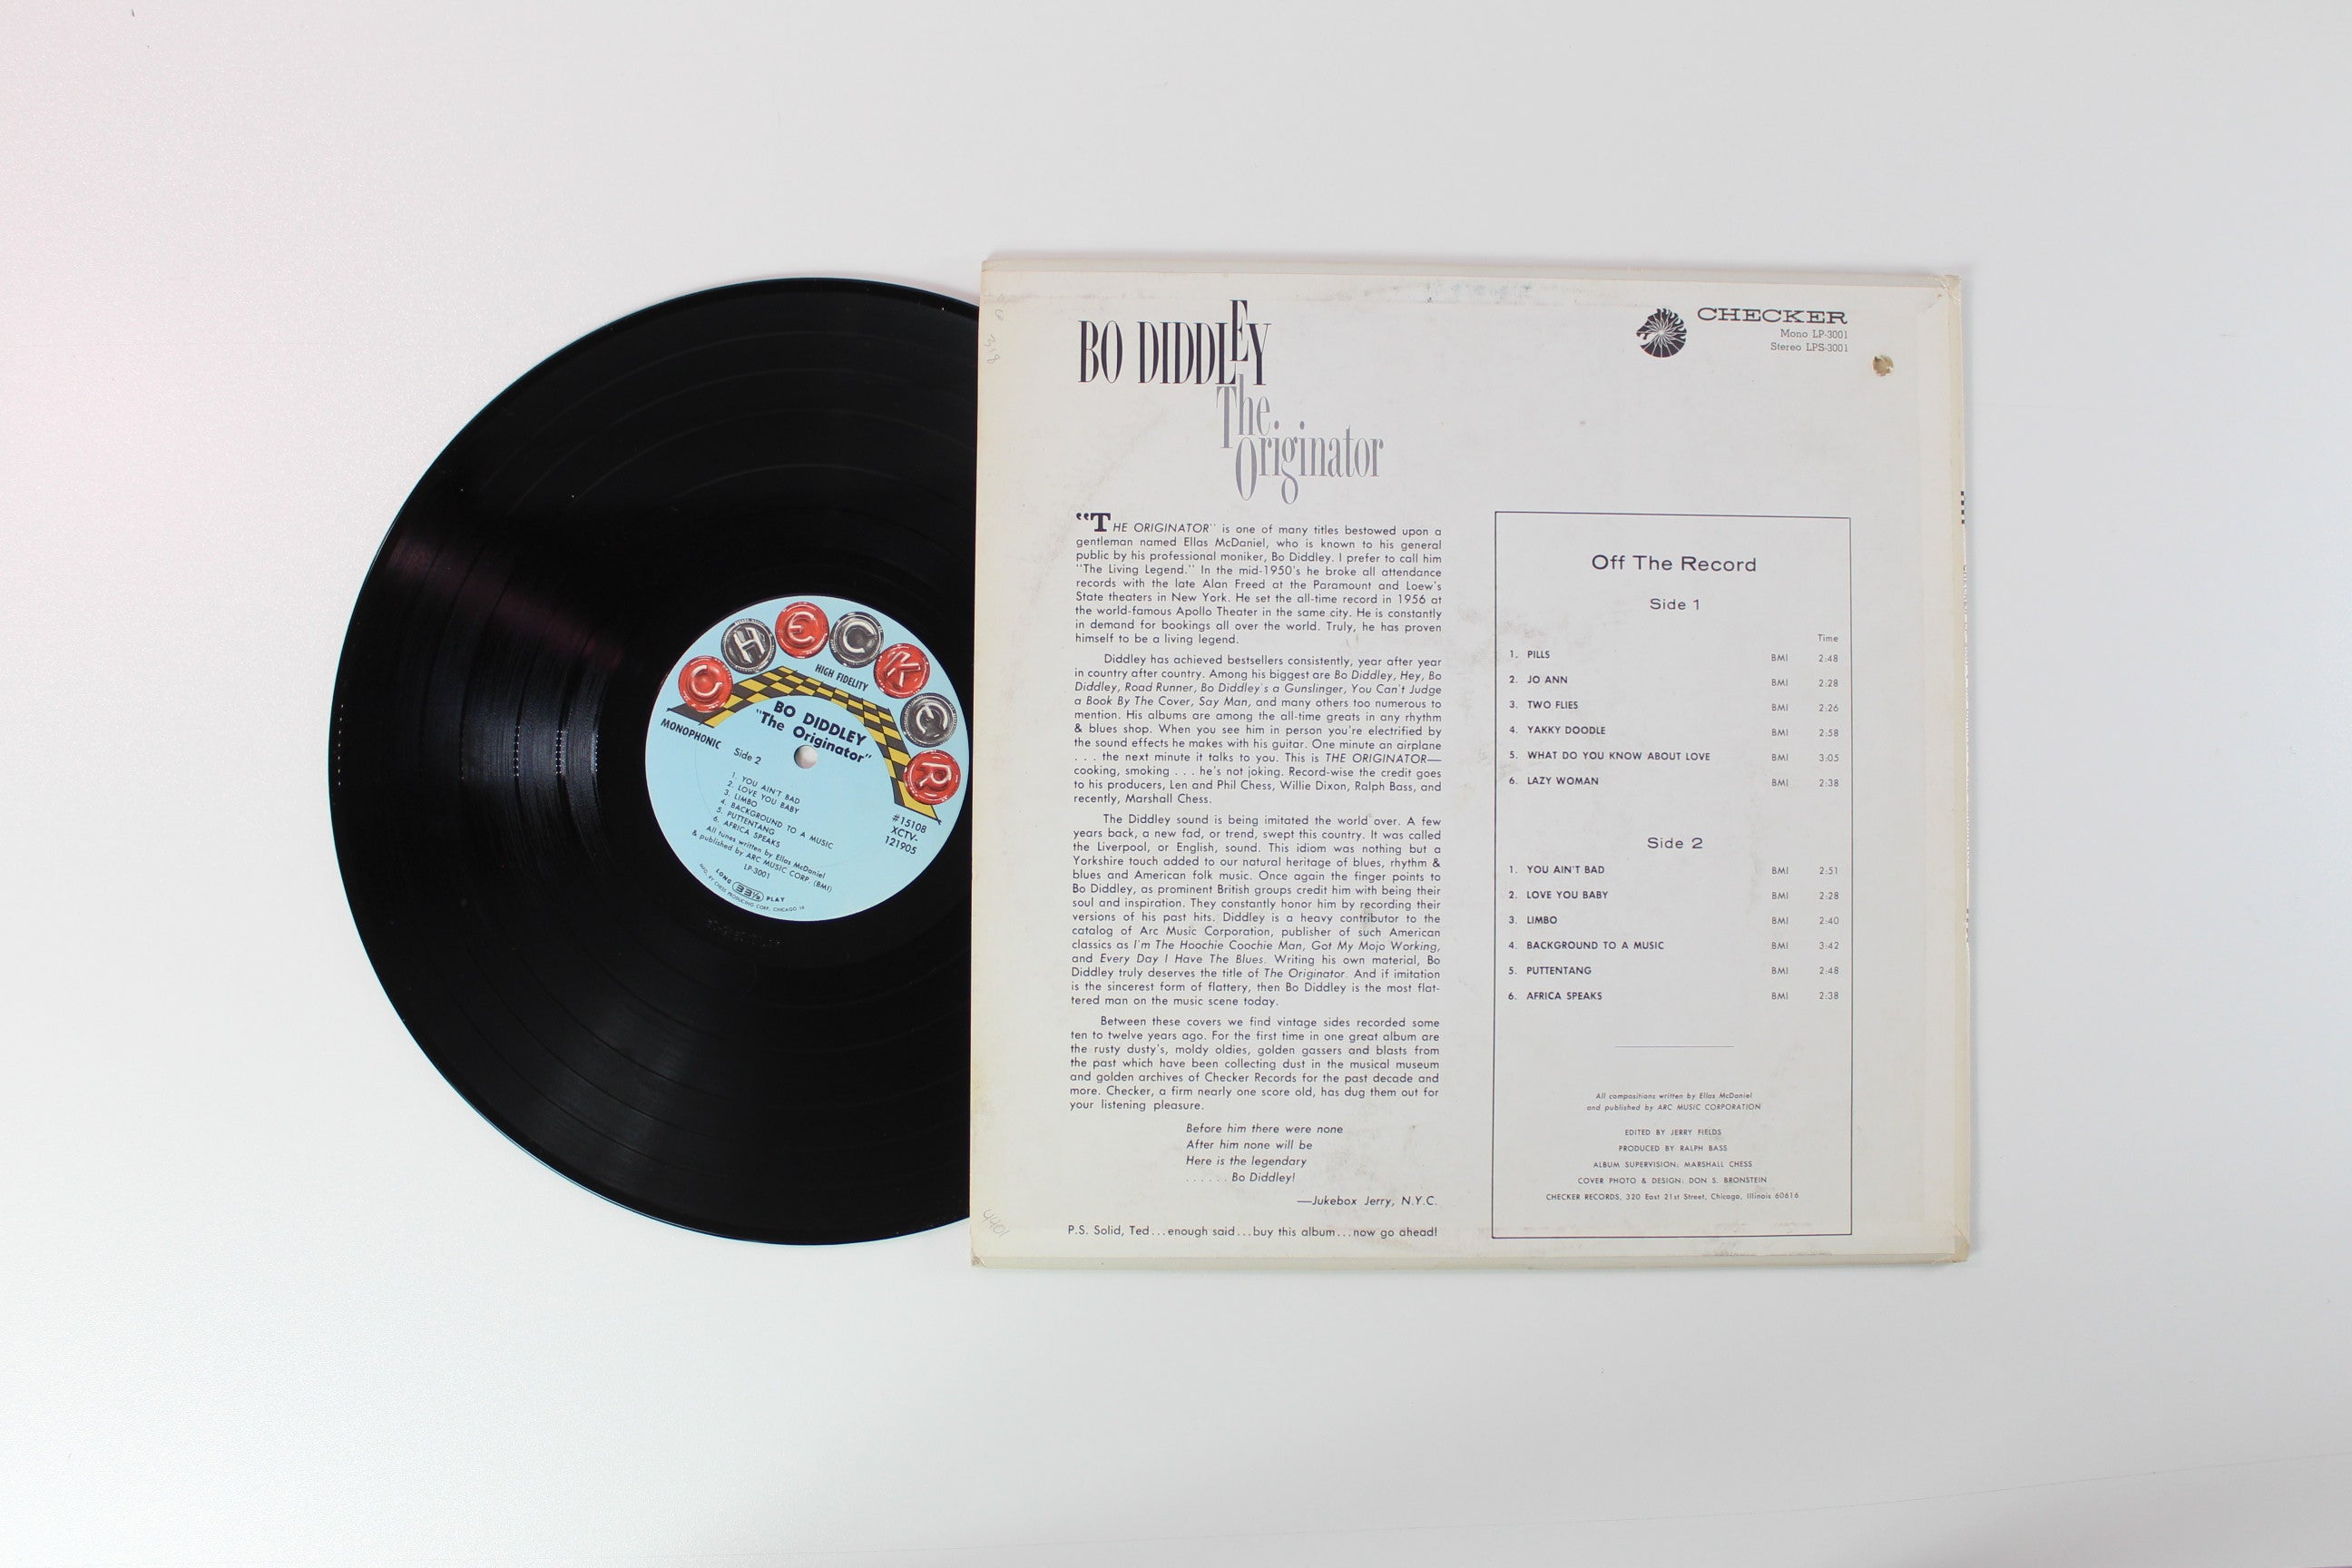 CHECKER
HIGH FIDELITY
MONOPHONIC
BO DIDDLEY
"The Originator"
Side 2
1. YOU AIN'T BAD
2. LOVE YOU BABY
3. LIMBO
4. BACKGROUND TO A MUSIC
5. PUTTENTANG
6. AFRICA SPEAKS
All tunes written by Ellas McDaniel
& published by ARC MUSIC CORP. (BMI)
LP-3001
#15108
XCTV-
121905
LONG 33⅓ PLAY
MFD. BY CHESS PRODUCING CORP. CHICAGO 16
BO DIDDLEY
The
Originator
CHECKER
Mono LP-3001
Stereo LPS-3001
"THE ORIGINATOR" is one of many titles bestowed upon a
gentleman named Ellas McDaniel, who is known to his general
public by his professional moniker, Bo Diddley. I prefer to call him
"The Living Legend." In the mid-1950's he broke all attendance
records with the late Alan Freed at the Paramount and Loew's
State theaters in New York. He set the all-time record in 1956 at
the world-famous Apollo Theater in the same city. He is constantly
in demand for bookings all over the world. Truly, he has proven
himself to be a living legend.
Diddley has achieved bestsellers consistently, year after year
in country after country. Among his biggest are Bo Diddley, Hey, Bo
Diddley, Road Runner, Bo Diddley's a Gunslinger, You Can't Judge
a Book By The Cover, Say Man, and many others too numerous to
mention. His albums are among the all-time greats in any rhythm
& blues shop. When you see him in person you're electrified by
the sound effects he makes with his guitar. One minute an airplane
. . . the next minute it talks to you. This is THE ORIGINATOR—
cooking, smoking . . . he's not joking. Record-wise the credit goes
to his producers, Len and Phil Chess, Willie Dixon, Ralph Bass, and
recently, Marshall Chess.
The Diddley sound is being imitated the world over. A few
years back, a new fad, or trend, swept this country. It was called
the Liverpool, or English, sound. This idiom was nothing but a
Yorkshire touch added to our natural heritage of blues, rhythm &
blues and American folk music. Once again the finger points to
Bo Diddley, as prominent British groups credit him with being their
soul and inspiration. They constantly honor him by recording their
versions of his past hits. Diddley is a heavy contributor to the
catalog of Arc Music Corporation, publisher of such American
classics as I'm The Hoochie Coochie Man, Got My Mojo Working,
and Every Day I Have The Blues. Writing his own material, Bo
Diddley truly deserves the title of The Originator. And if imitation
is the sincerest form of flattery, then Bo Diddley is the most flat-
tered man on the music scene today.
Between these covers we find vintage sides recorded some
ten to twelve years ago. For the first time in one great album are
the rusty dusty's, moldy oldies, golden gassers and blasts from
the past which have been collecting dust in the musical museum
and golden archives of Checker Records for the past decade and
more. Checker, a firm nearly one score old, has dug them out for
your listening pleasure.
Before him there were none
After him none will be
Here is the legendary
. . . . . . Bo Diddley!
—Jukebox Jerry, N.Y.C.
P.S. Solid, Ted...enough said...buy this album...now go ahead!
Off The Record
Side 1
Time
1. PILLS BMI 2:48
2. JO ANN BMI 2:28
3. TWO FLIES BMI 2:26
4. YAKKY DOODLE BMI 2:58
5. WHAT DO YOU KNOW ABOUT LOVE BMI 3:05
6. LAZY WOMAN BMI 2:38
Side 2
1. YOU AIN'T BAD BMI 2:51
2. LOVE YOU BABY BMI 2:28
3. LIMBO BMI 2:40
4. BACKGROUND TO A MUSIC BMI 3:42
5. PUTTENTANG BMI 2:48
6. AFRICA SPEAKS BMI 2:38
All compositions written by Ellas McDaniel
and published by ARC MUSIC CORPORATION
EDITED BY JERRY FIELDS
PRODUCED BY RALPH BASS
ALBUM SUPERVISION: MARSHALL CHESS
COVER PHOTO & DESIGN: DON S. BRONSTEIN
CHECKER RECORDS, 320 East 21st Street, Chicago, Illinois 60616